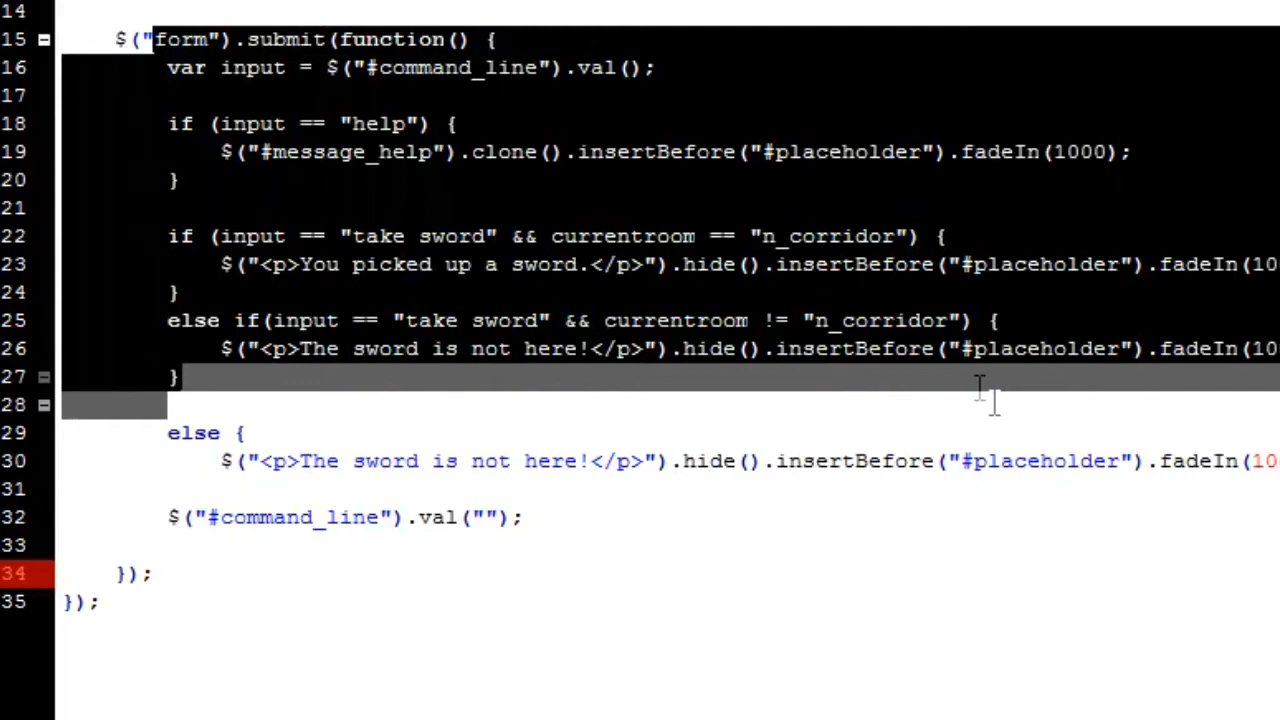 14
15 $("form").submit(function() {
16 var input = $("#command_line").val();
17
18 if (input == "help") {
19 $("#message_help").clone().insertBefore("#placeholder").fadeIn(1000);
20 }
21
22 if (input == "take sword" && currentroom == "n_corridor") {
23 $("<p>You picked up a sword.</p>").hide().insertBefore("#placeholder").fadeIn(10
24 }
25 else if(input == "take sword" && currentroom != "n_corridor") {
26 $("<p>The sword is not here!</p>").hide().insertBefore("#placeholder").fadeIn(10
27 }
28
29 else {
30 $("<p>The sword is not here!</p>").hide().insertBefore("#placeholder").fadeIn(10
31
32 $("#command_line").val("");
33
34 });
35 });